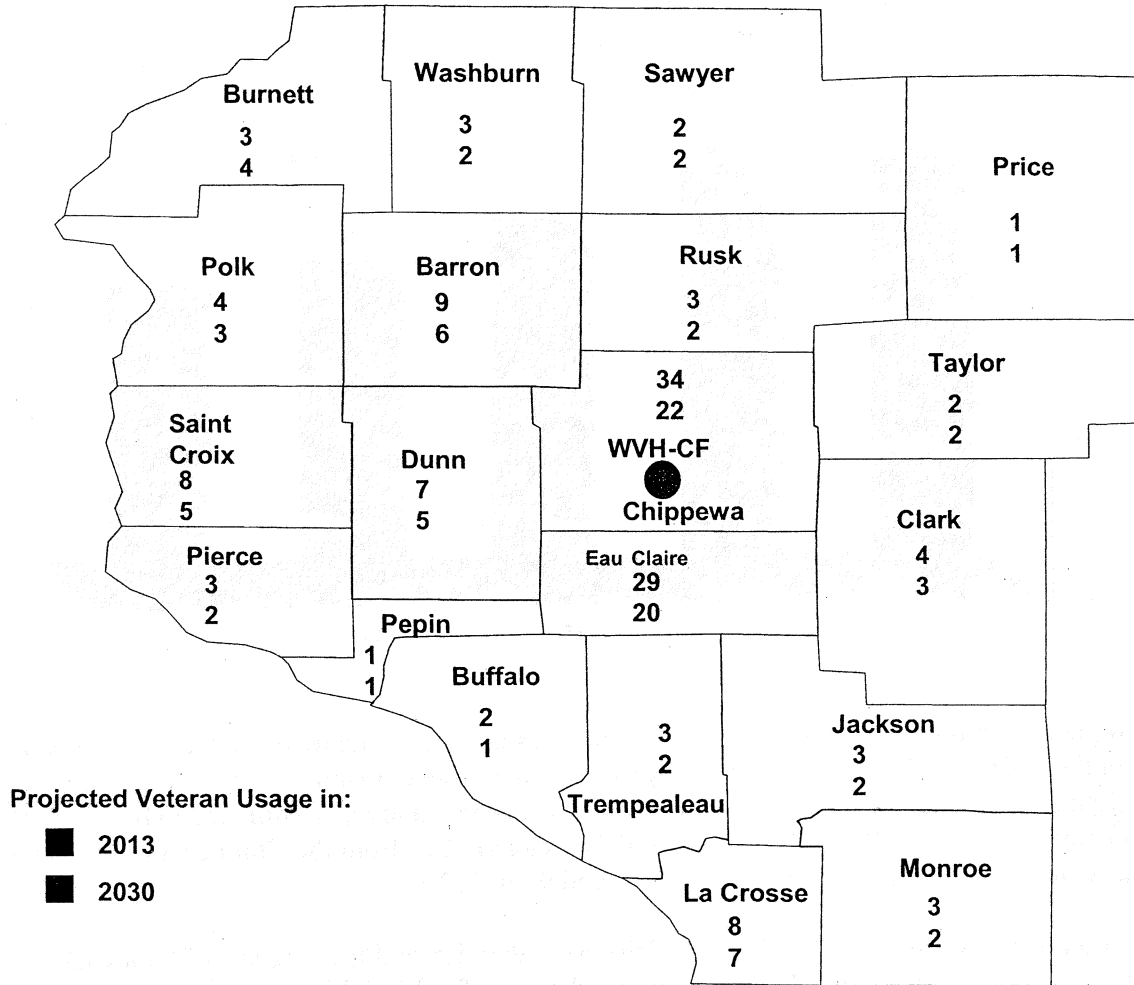 Burnett
3
4
Washburn
3
2
Sawyer
2
2
Price
1
1
Polk
4
3
Barron
9
6
Rusk
3
2
Taylor
2
2
34
22
WVH-CF
Chippewa
Saint
Croix
8
5
Dunn
7
5
Clark
4
3
Pierce
3
2
Eau Claire
29
20
Pepin
1
1
Buffalo
2
1
3
2
Trempealeau
Jackson
3
2
La Crosse
8
7
Monroe
3
2
Projected Veteran Usage in:
2013
2030